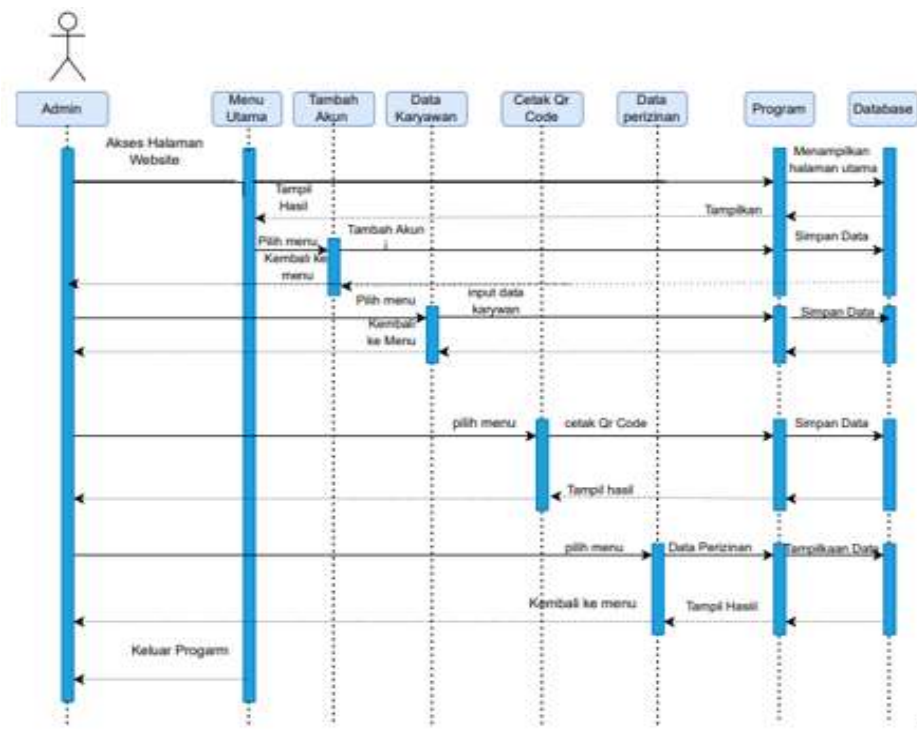 Admin
Menu
Utama
Tambah
Akun
Data
Karyawan
Cetak Qr
Code
Data
perizinan
Program
Database
Akses Halaman
Website
Menampilkan
halaman utama
Tampil
Hasil
Tampilkan
Pilih menu
Tambah Akun
Simpan Data
Kembali ke
menu
Pilih menu
input data
karywan
Simpan Data
Kembali
ke Menu
pilih menu
cetak Qr Code
Simpan Data
Tampil hasil
pilih menu
Data Perizinan
Tampilkaan Data
Kembali ke menu
Tampil Hasiil
Keluar Progarm